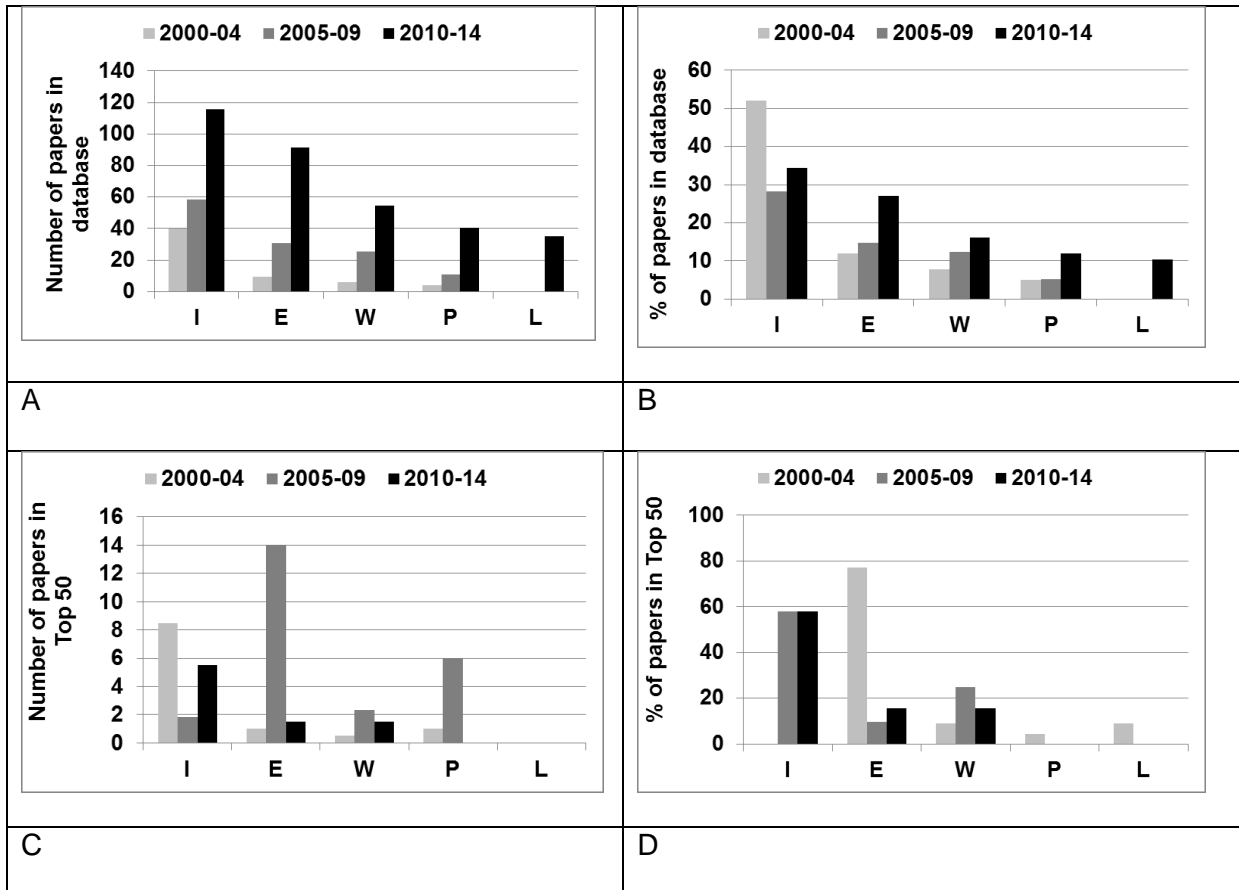 2000-04 2005-09 2010-14
Number of papers in
database
140
120
100
80
60
40
20
0
I E W P L
2000-04 2005-09 2010-14
% of papers in database
60
50
40
30
20
10
0
I E W P L
A
B
2000-04 2005-09 2010-14
Number of papers in
Top 50
16
14
12
10
8
6
4
2
0
I E W P L
2000-04 2005-09 2010-14
% of papers in Top 50
100
80
60
40
20
0
I E W P L
C
D